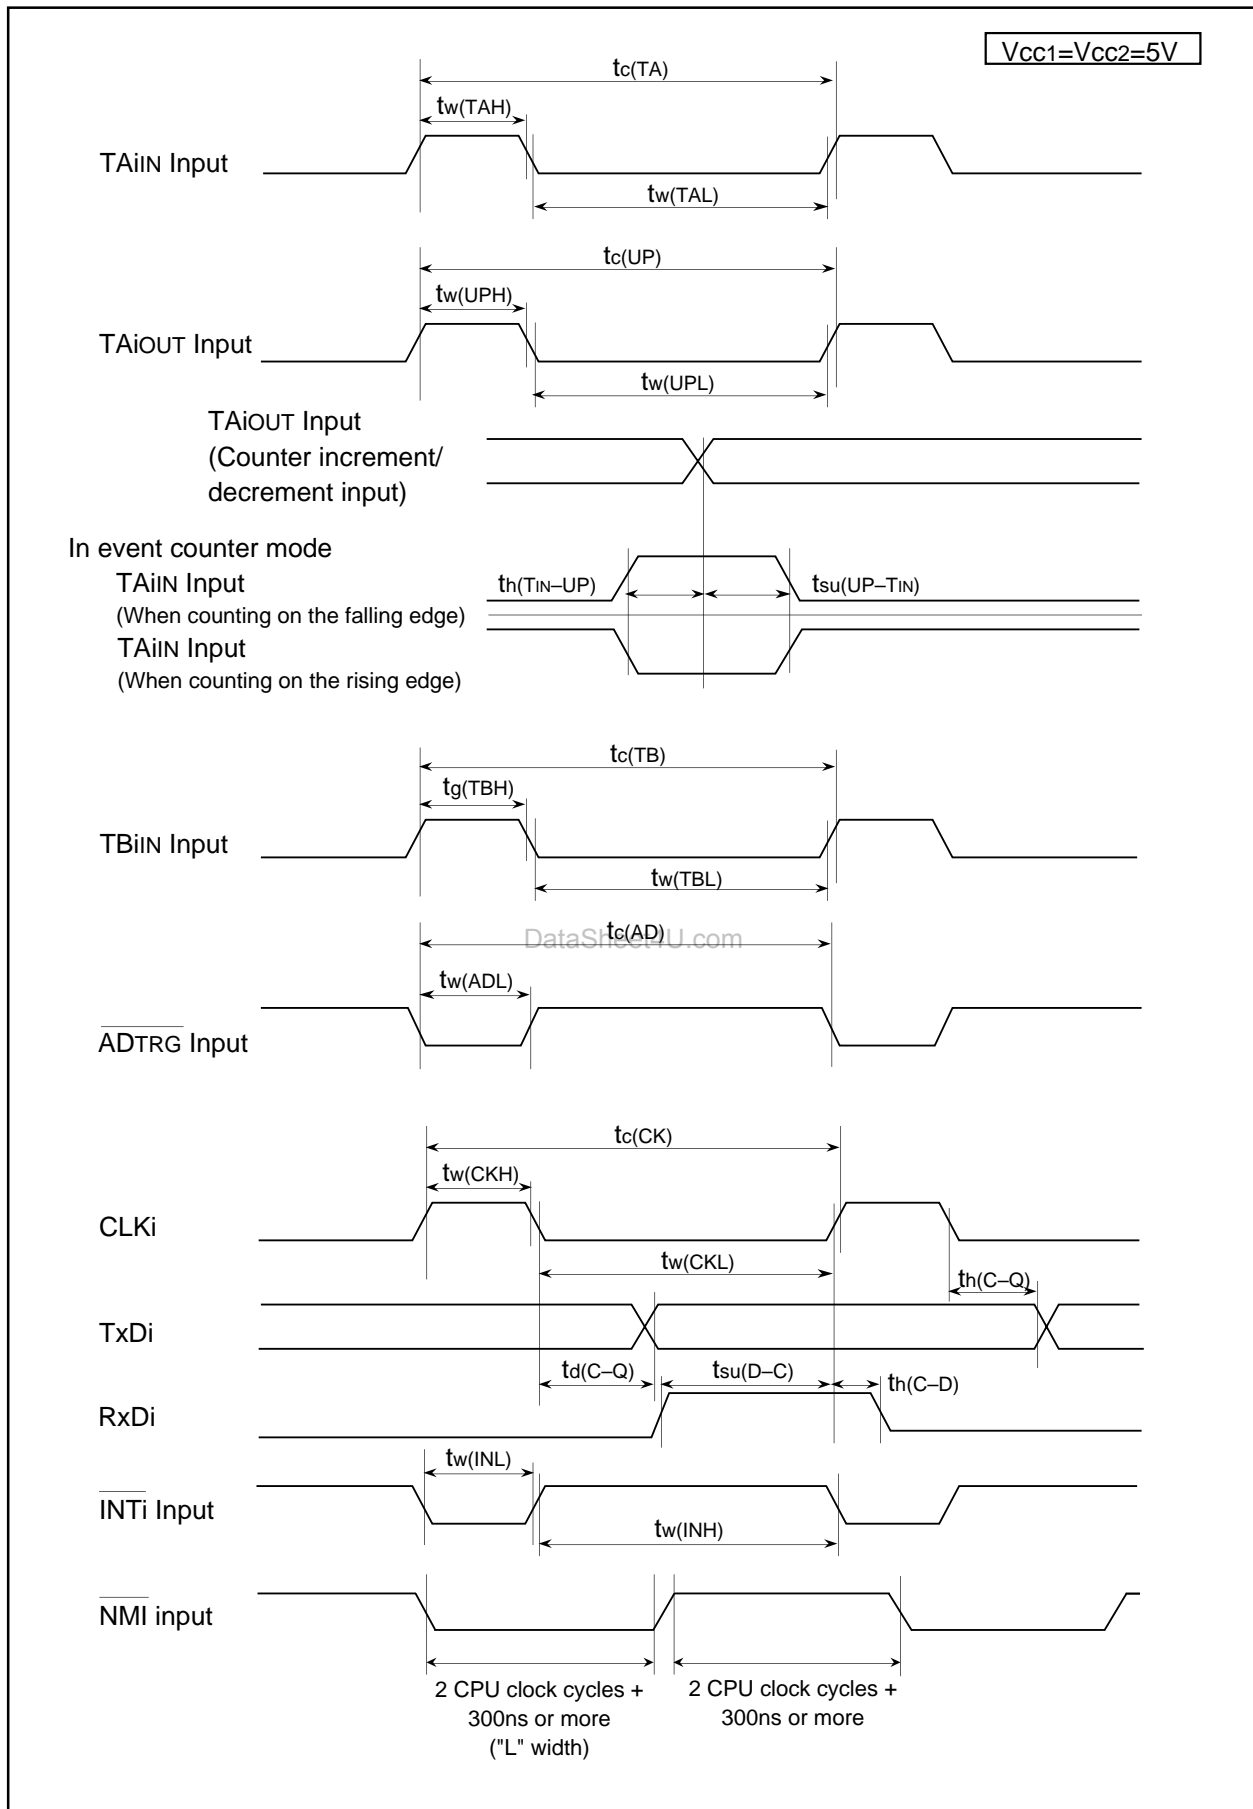 Vcc1=Vcc2=5V
tc(TA)
tw(TAH)
TAiIN Input
tw(TAL)
tc(UP)
tw(UPH)
TAiOUT Input
tw(UPL)
TAiOUT Input
(Counter increment/
decrement input)
In event counter mode
TAiIN Input
(When counting on the falling edge)
th(TIN–UP)
tsu(UP–TIN)
TAiIN Input
(When counting on the rising edge)
tc(TB)
tg(TBH)
TBiIN Input
tw(TBL)
DataSheet4U.com
tc(AD)
tw(ADL)
ADTRG Input
tc(CK)
tw(CKH)
CLKi
tw(CKL)
th(C–Q)
TxDi
td(C–Q)
tsu(D–C)
th(C–D)
RxDi
tw(INL)
INTi Input
tw(INH)
NMI input
2 CPU clock cycles +
300ns or more
("L" width)
2 CPU clock cycles +
300ns or more